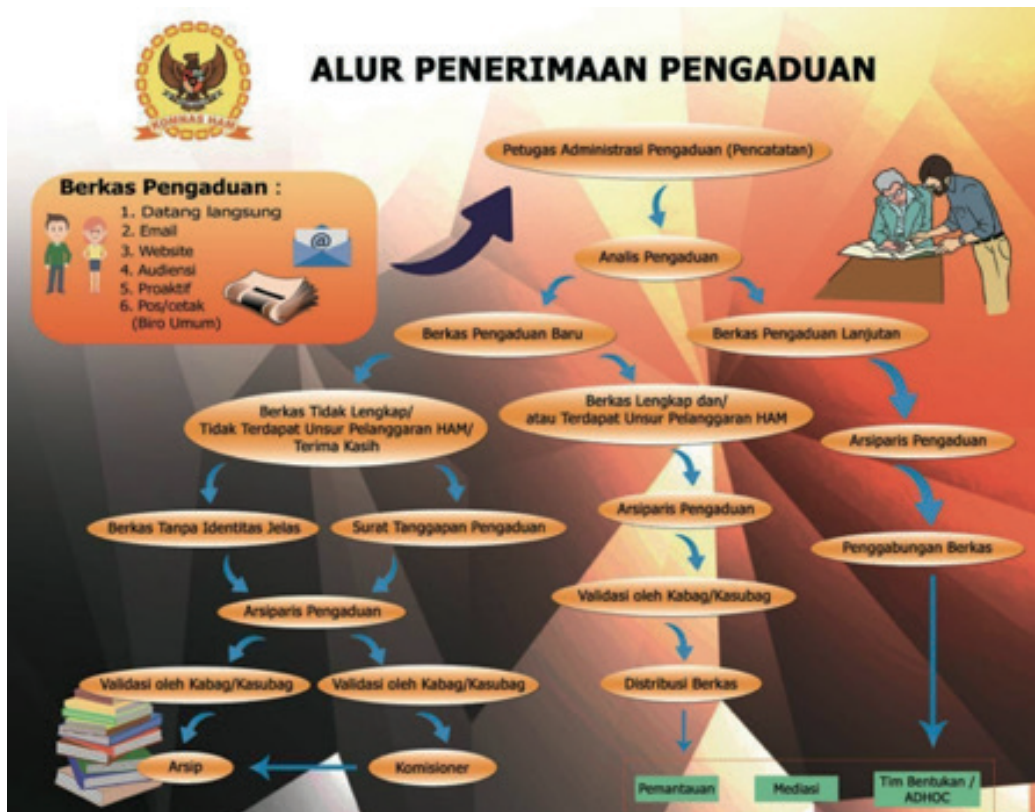 ALUR PENERIMAAN PENGADUAN
KOMNAS HAM
Berkas Pengaduan :
1. Datang langsung
2. Email
3. Website
4. Audiensi
5. Proaktif
6. Pos/cetak
(Biro Umum)
@
Petugas Administrasi Pengaduan (Pencatatan)
Analis Pengaduan
Berkas Pengaduan Baru
Berkas Pengaduan Lanjutan
Berkas Tidak Lengkap/
Tidak Terdapat Unsur Pelanggaran HAM/
Terima Kasih
Berkas Lengkap dan/
atau Terdapat Unsur Pelanggaran HAM
Arsiparis Pengaduan
Berkas Tanpa Identitas Jelas
Surat Tanggapan Pengaduan
Arsiparis Pengaduan
Penggabungan Berkas
Arsiparis Pengaduan
Validasi oleh Kabag/Kasubag
Validasi oleh Kabag/Kasubag
Validasi oleh Kabag/Kasubag
Distribusi Berkas
Arsip
Komisioner
Pemantauan
Mediasi
Tim Bentukan /
ADHOC